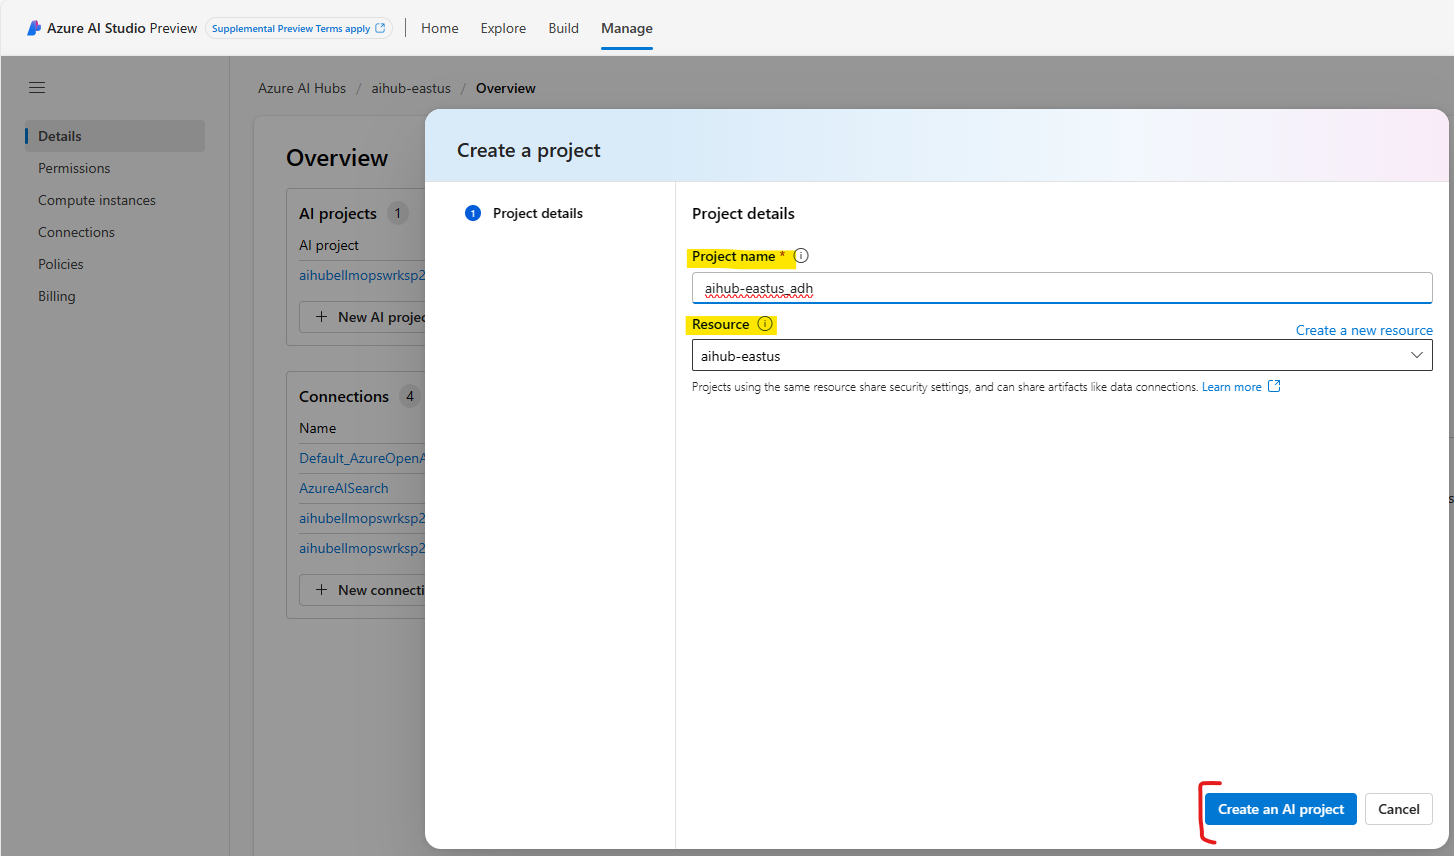 Azure AI Studio Preview Supplemental Preview Terms apply Home Explore Build Manage
Azure AI Hubs / aihub-eastus / Overview
Details
Permissions
Compute instances
Connections
Policies
Billing
Overview
AI projects 1
AI project
aihubellmopswrksp2
+ New AI projec
Connections 4
Name
Default_AzureOpenA
AzureAISearch
aihubellmopswrksp2
aihubellmopswrksp2
+ New connecti
Create a project
1 Project details
Project details
Project name *
aihub-eastus_adh
Resource
Create a new resource
aihub-eastus
Projects using the same resource share security settings, and can share artifacts like data connections. Learn more
s
Create an AI project
Cancel